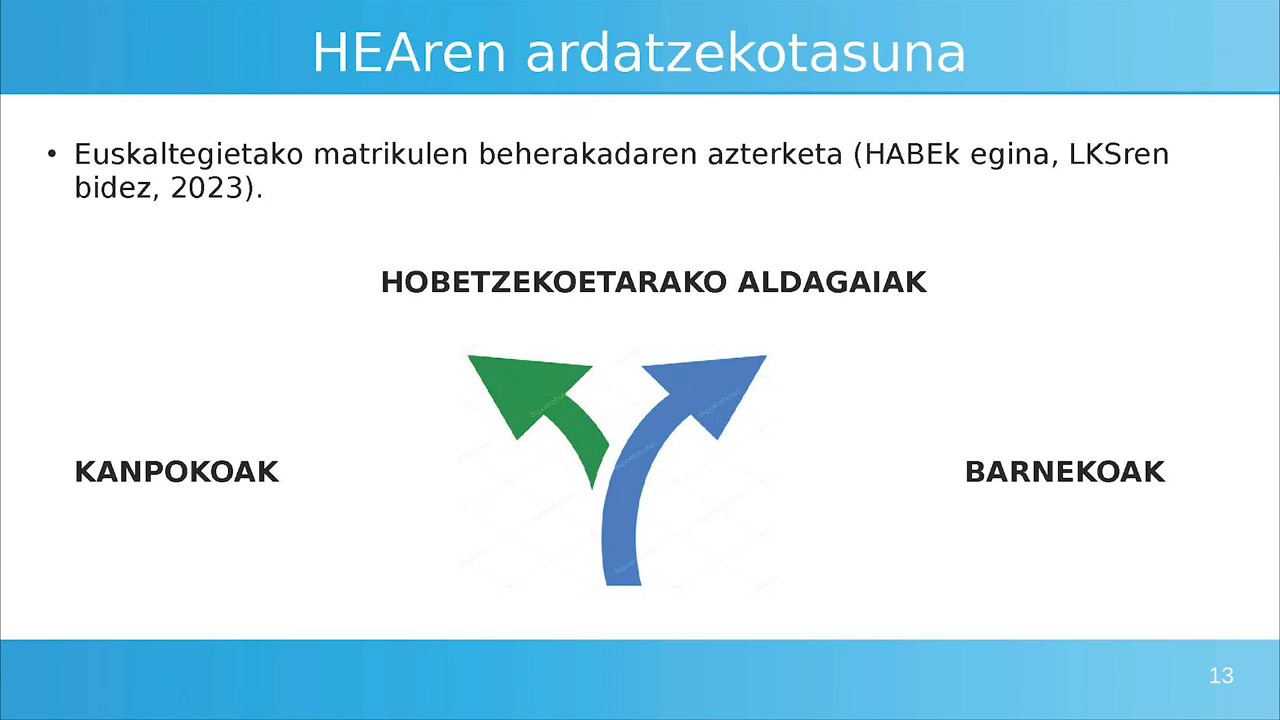 HEAren ardatzekotasuna
• Euskaltegietako matrikulen beherakadaren azterketa (HABEk egina, LKSren
bidez, 2023).
HOBETZEKOETARAKO ALDAGAIAK
KANPOKOAK
BARNEKOAK
13